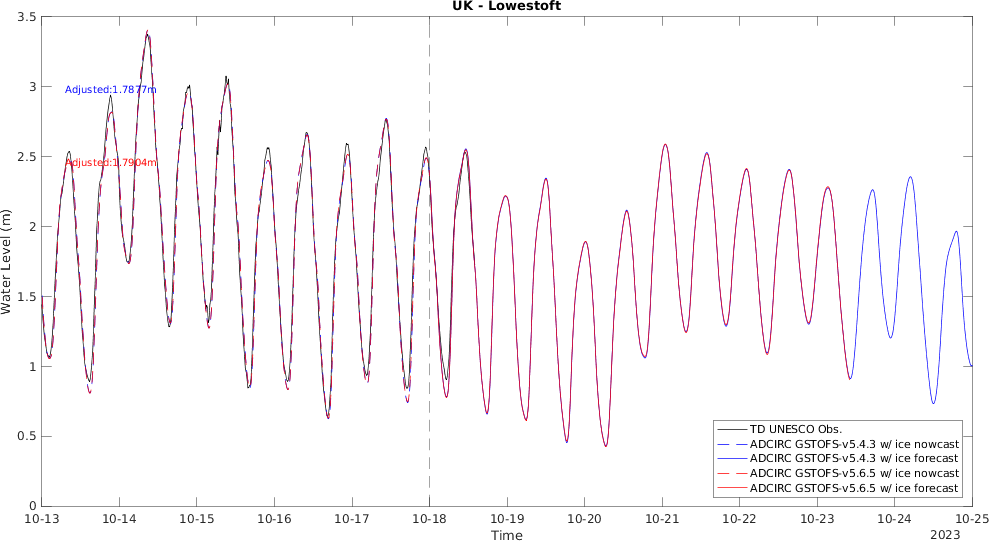 UK - Lowestoft
3.5
3
2.5
2
1.5
1
0.5
0
Water Level (m)
Adjusted:1.7877m
Adjusted:1.7904m
TD UNESCO Obs.
ADCIRC GSTOFS-v5.4.3 w/ ice nowcast
ADCIRC GSTOFS-v5.4.3 w/ ice forecast
ADCIRC GSTOFS-v5.6.5 w/ ice nowcast
ADCIRC GSTOFS-v5.6.5 w/ ice forecast
10-13 10-14 10-15 10-16 10-17 10-18 10-19 10-20 10-21 10-22 10-23 10-24 10-25
Time
2023